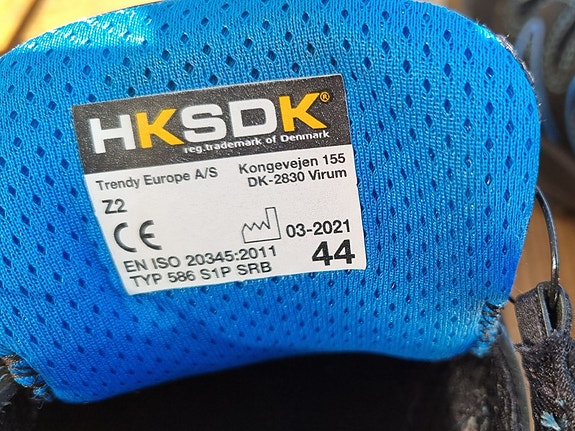 HKSDK®
reg.trademark of Denmark
Trendy Europe A/S
Kongevejen 155
DK-2830 Virum
Z2
CE
03-2021
EN ISO 20345:2011
TYP 586 S1P SRB
44